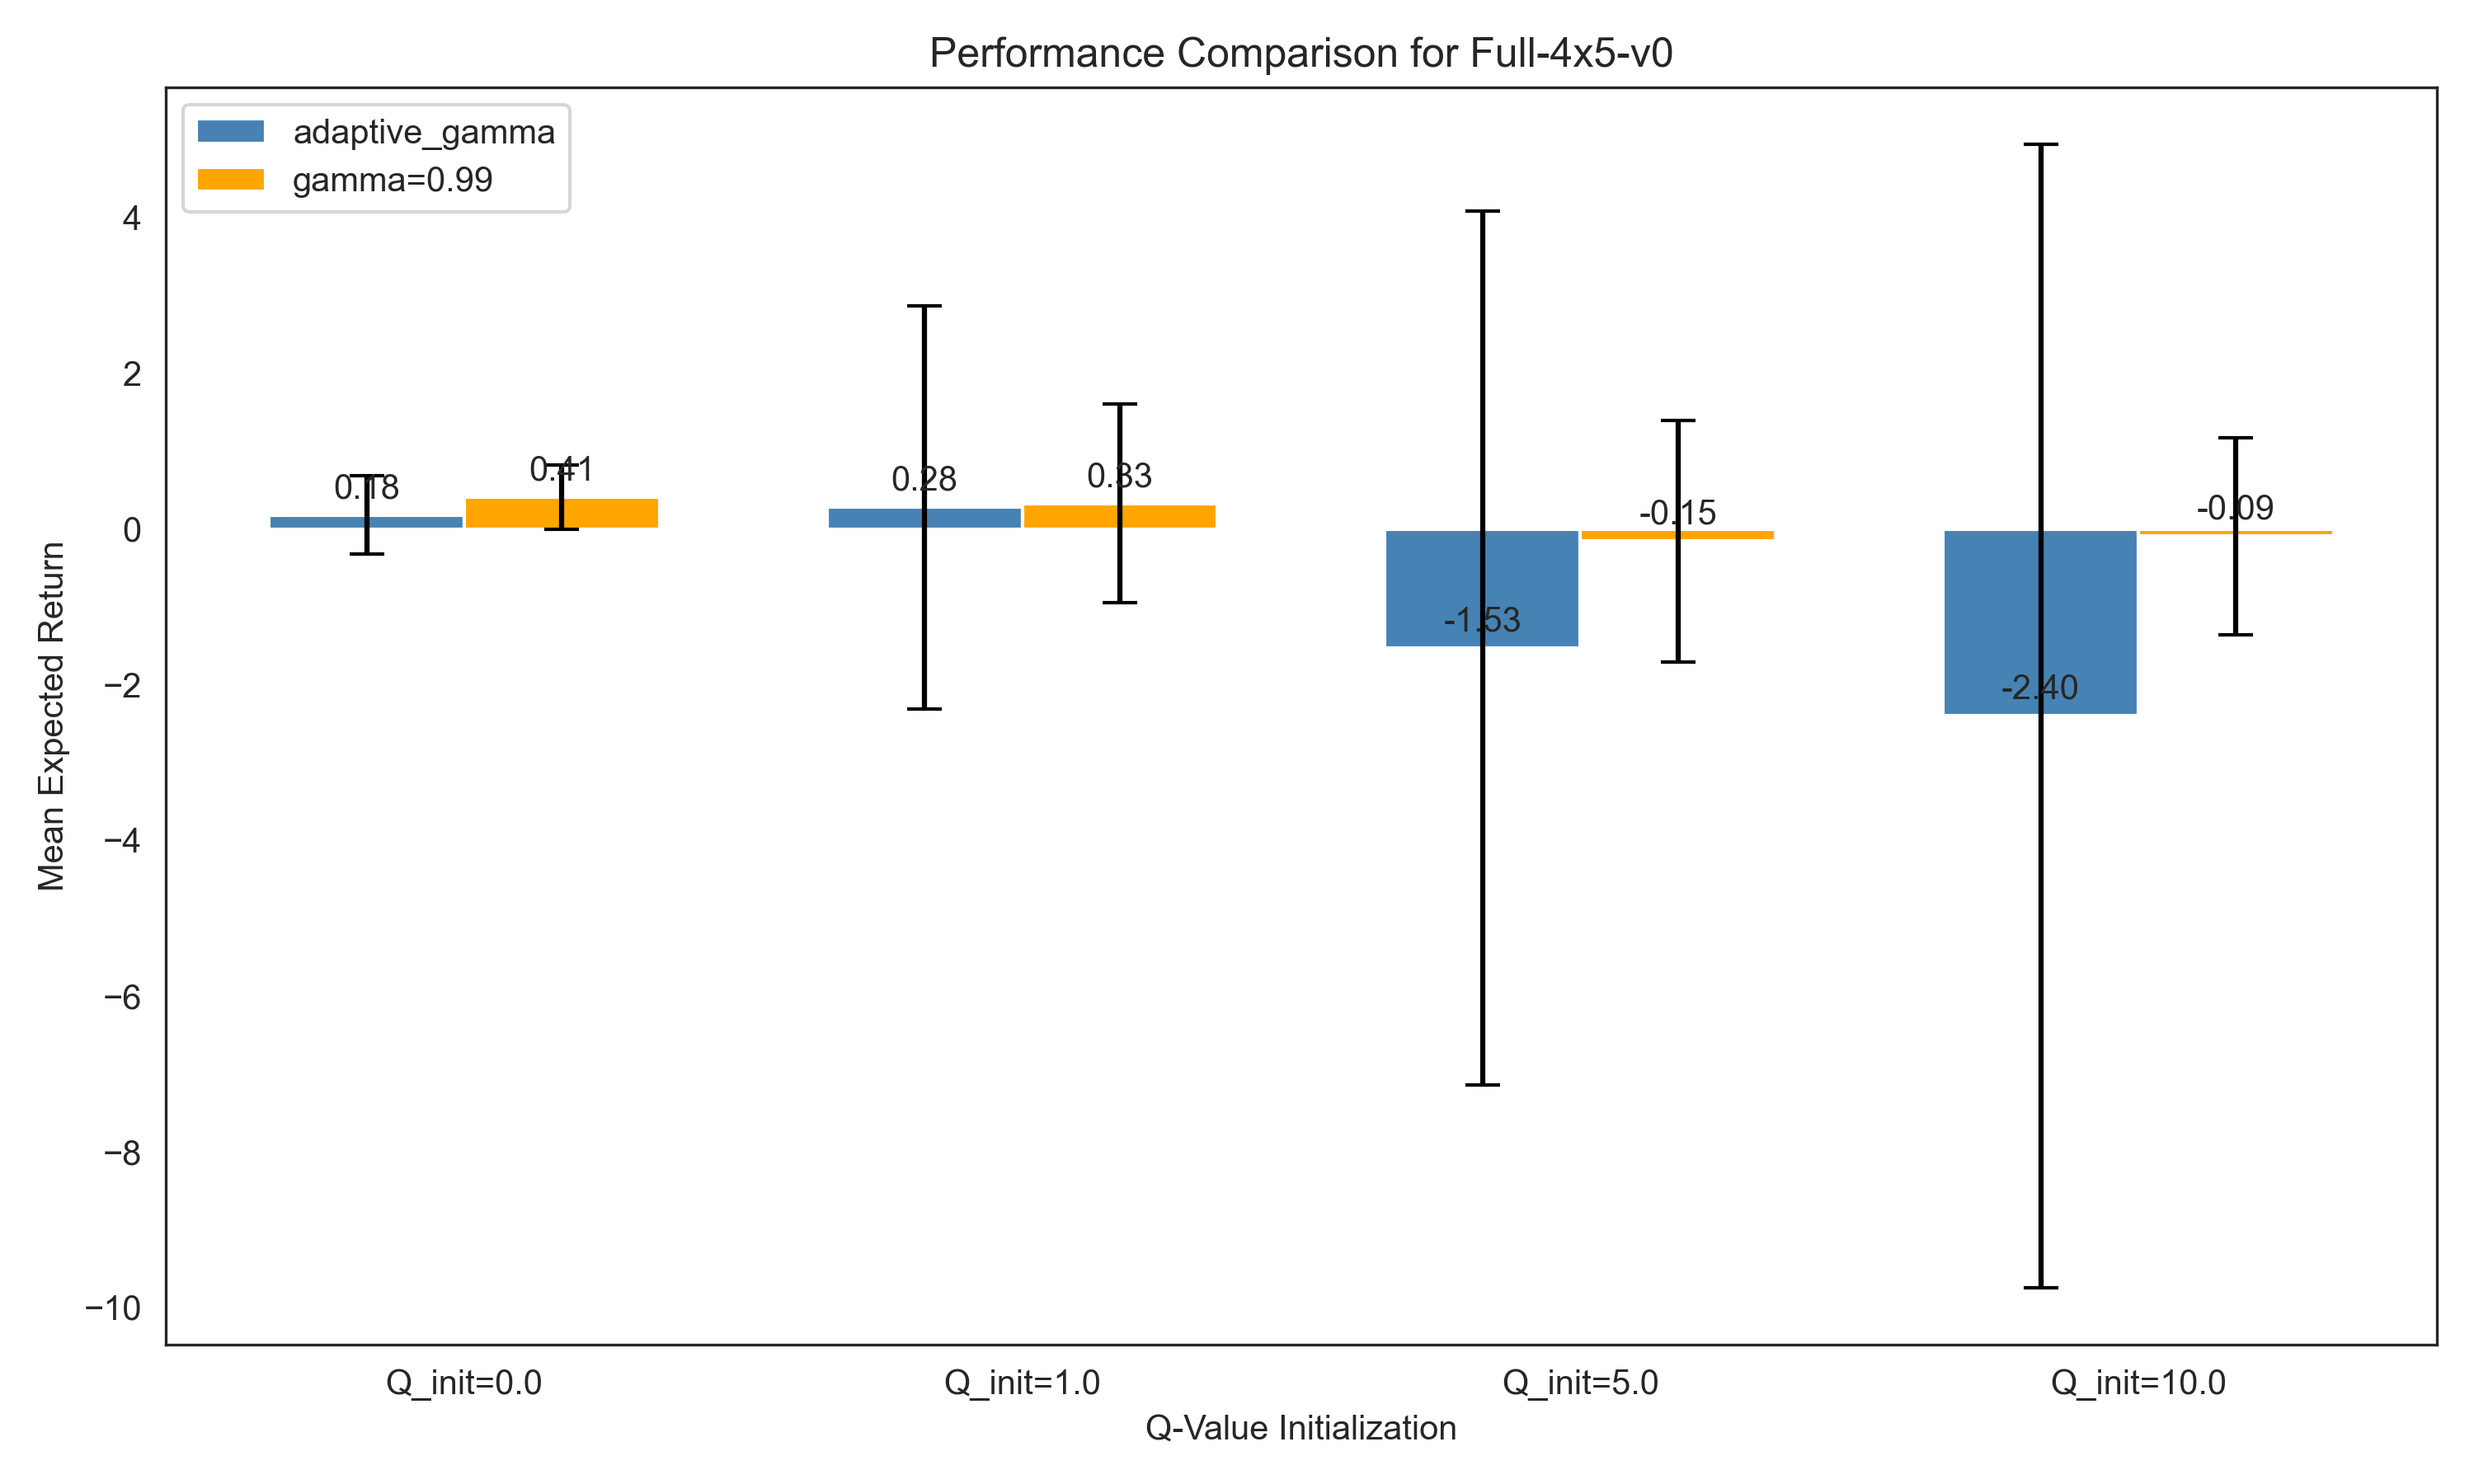 Performance Comparison for Full-4x5-v0
adaptive_gamma
gamma=0.99
Mean Expected Return
4
2
0
−2
−4
−6
−8
−10
0.18
0.41
0.28
0.33
-1.53
-0.15
-2.40
-0.09
Q_init=0.0
Q_init=1.0
Q_init=5.0
Q_init=10.0
Q-Value Initialization